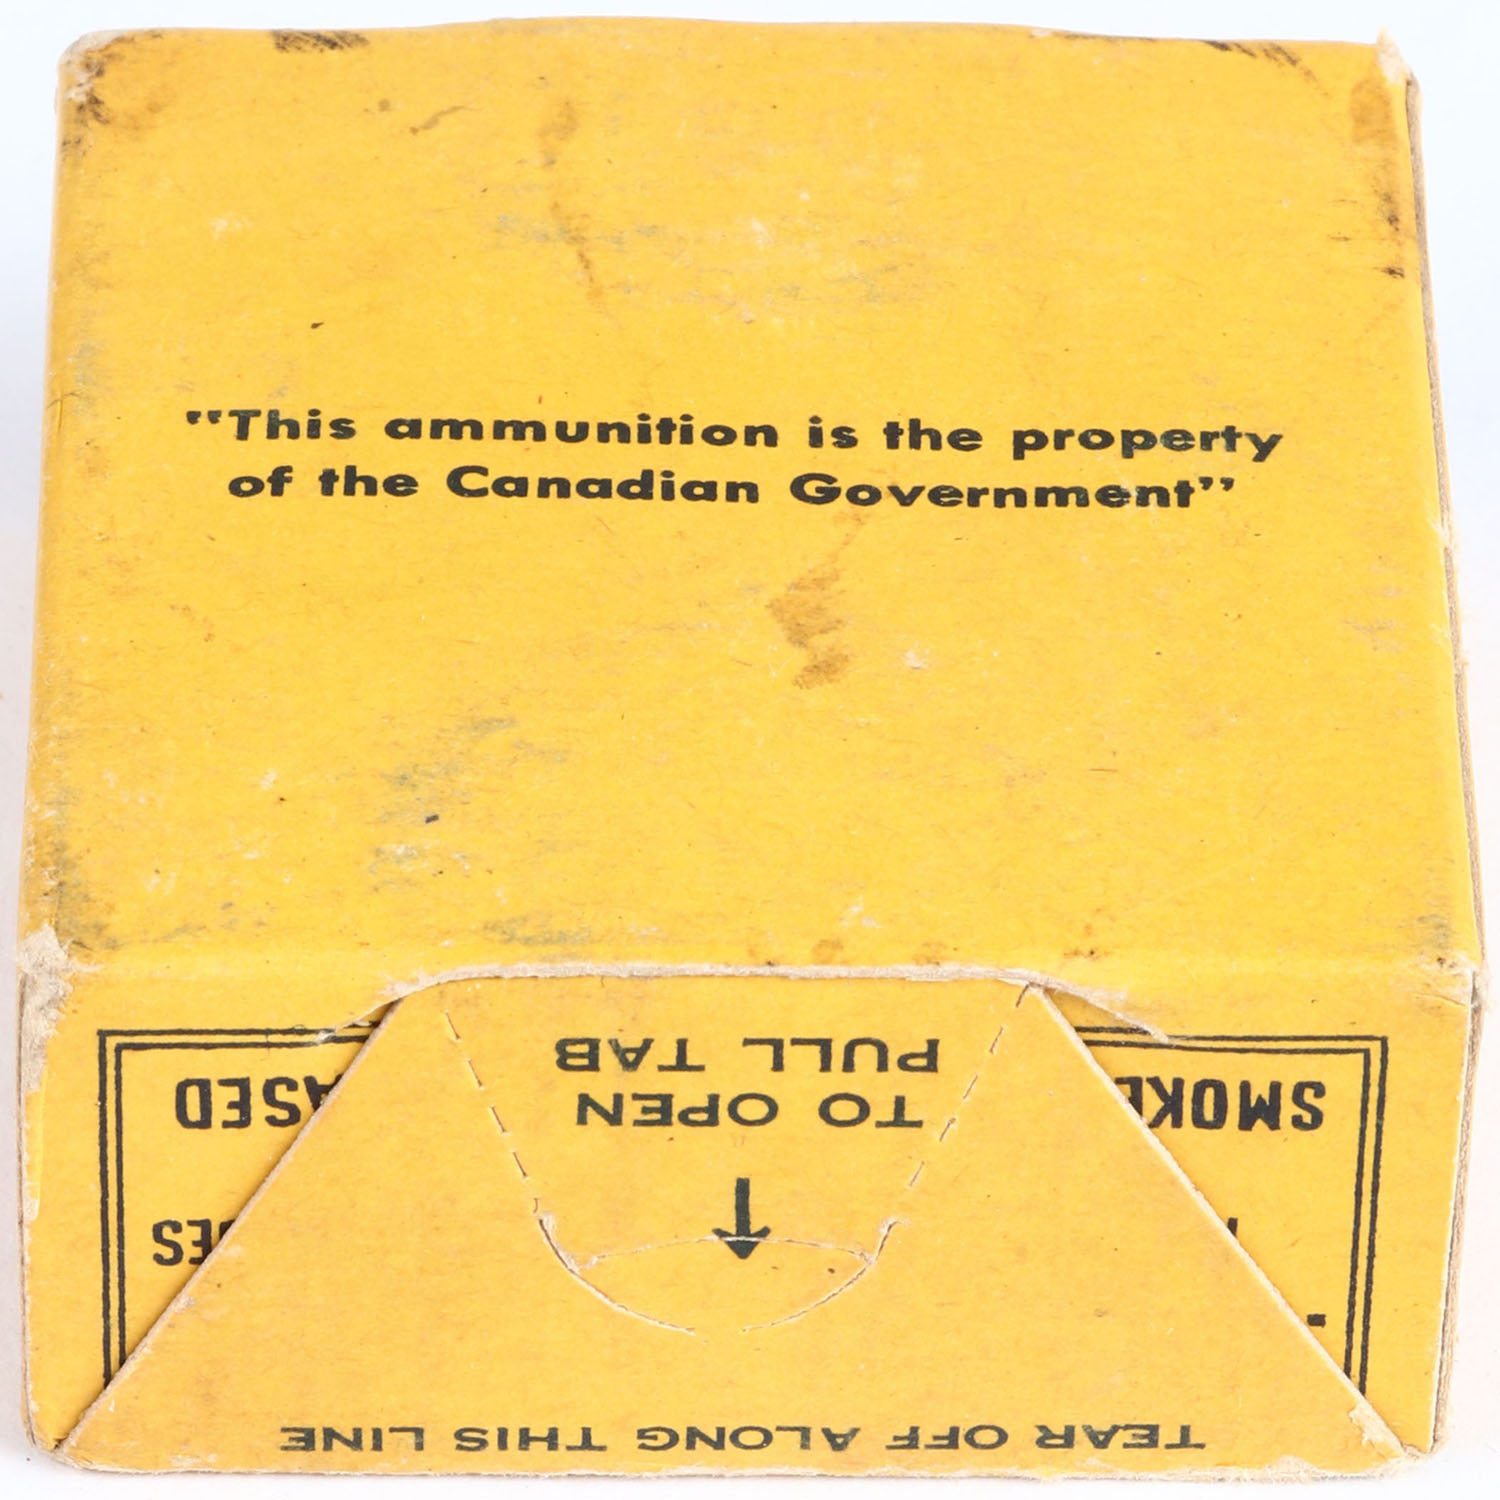 "This ammunition is the property
of the Canadian Government"
TO OPEN
PULL TAB
TEAR OFF ALONG THIS LINE